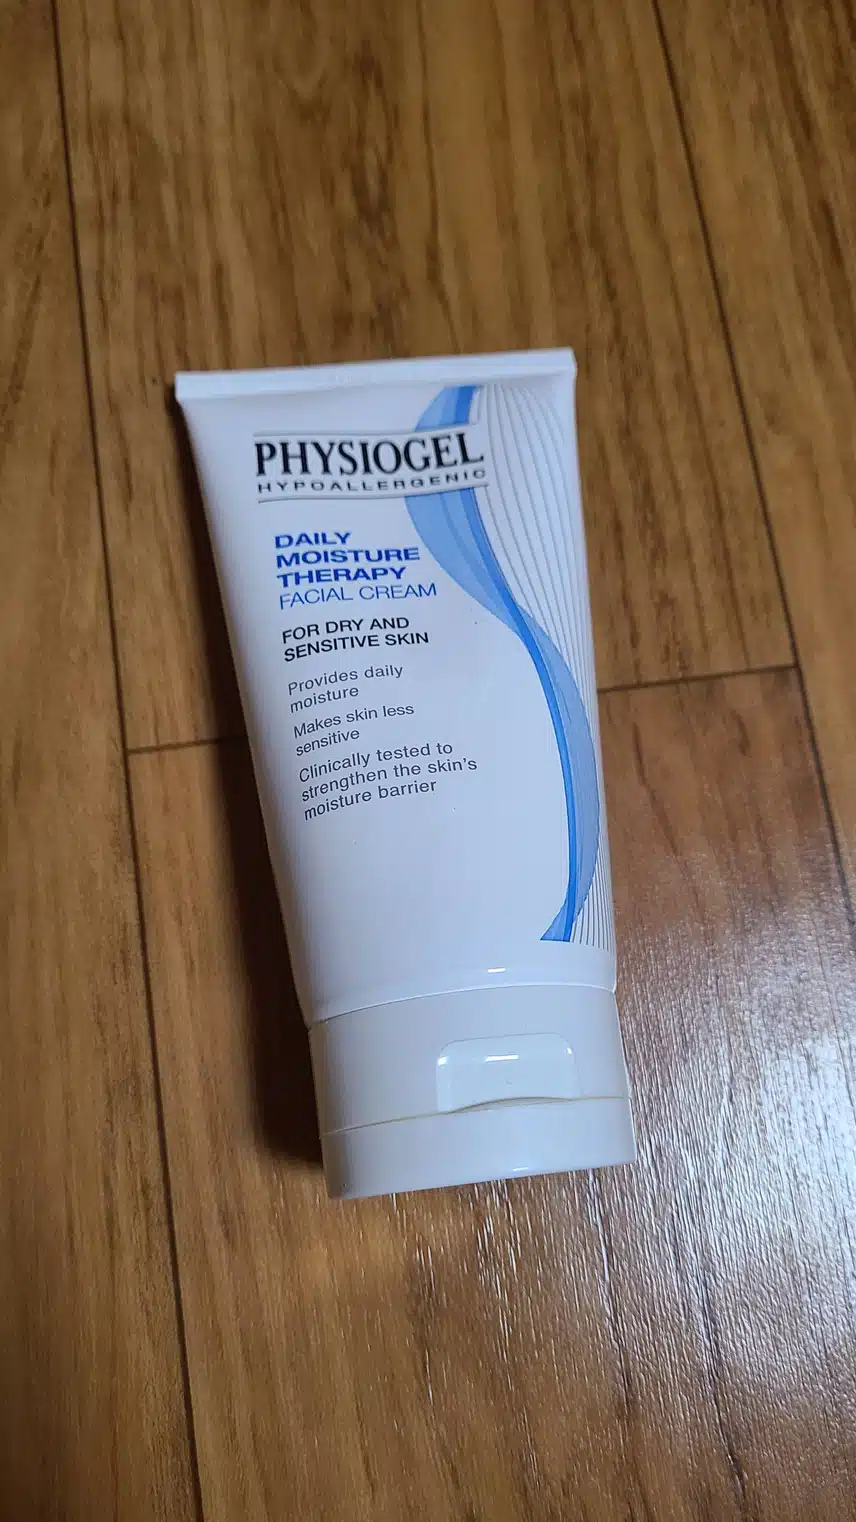 PHYSIOGEL
HYPOALLERGENIC
DAILY
MOISTURE
THERAPY
FACIAL CREAM
FOR DRY AND
SENSITIVE SKIN
Provides daily
moisture
Makes skin less
sensitive
Clinically tested to
strengthen the skin's
moisture barrier